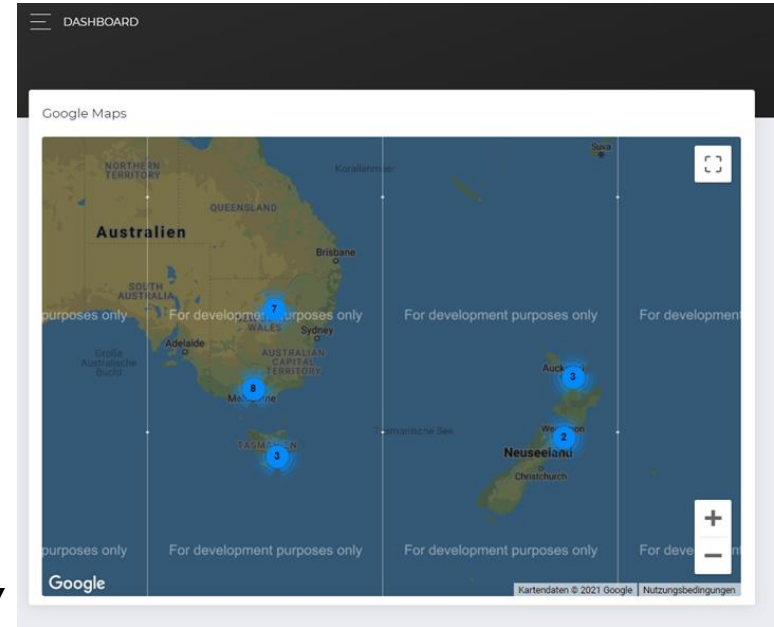 DASHBOARD
Google Maps
Suva
NORTHERN
TERRITORY
Korallenmeer
QUEENSLAND
Australien
Brisbane
SOUTH
AUSTRALIA
7
purposes only
For development purposes only
For development purposes only
For development
WALES
Sydney
Adelaide
Große
Australische
Bucht
AUSTRALIAN
CAPITAL
TERRITORY
3
8
2
Tasmanische See
3
Neuseeland
Christchurch
+
purposes only
For development purposes only
For development purposes only
−
Google
Kartendaten © 2021 Google
Nutzungsbedingungen